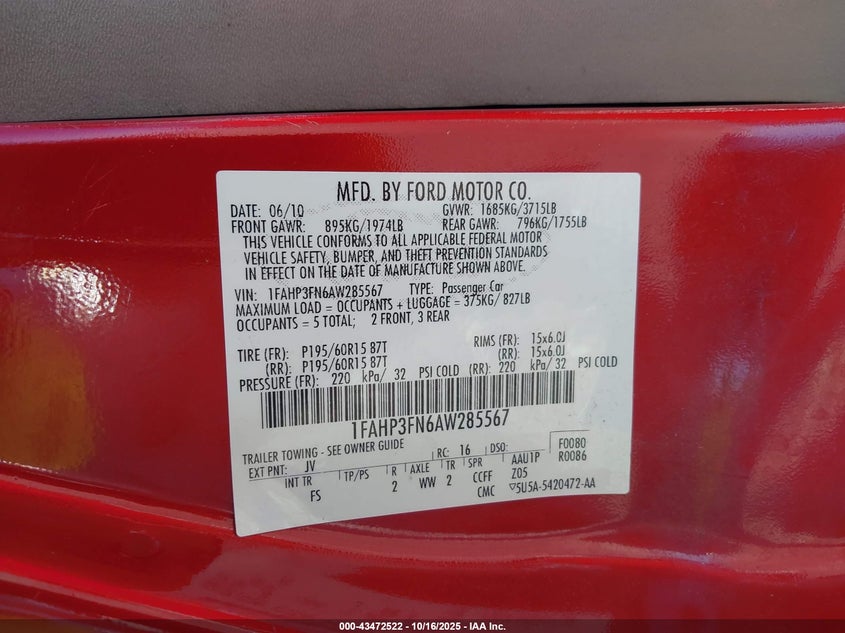 MFD. BY FORD MOTOR CO.
DATE: 06/10 GVWR: 1685KG/3715LB
FRONT GAWR: 895KG/1974LB REAR GAWR: 796KG/1755LB
THIS VEHICLE CONFORMS TO ALL APPLICABLE FEDERAL MOTOR
VEHICLE SAFETY, BUMPER, AND THEFT PREVENTION STANDARDS
IN EFFECT ON THE DATE OF MANUFACTURE SHOWN ABOVE.
VIN: 1FAHP3FN6AW285567 TYPE: Passenger Car
MAXIMUM LOAD = OCCUPANTS + LUGGAGE = 375KG/ 827LB
OCCUPANTS = 5 TOTAL; 2 FRONT, 3 REAR
TIRE (FR): P195/60R15 87T RIMS (FR): 15x6.0J
(RR): P195/60R15 87T (RR): 15x6.0J
PRESSURE (FR): 220 kPa/ 32 PSI COLD (RR): 220 kPa/ 32 PSI COLD
1FAHP3FN6AW285567
TRAILER TOWING - SEE OWNER GUIDE RC: 16 DSO: F0080
EXT PNT: JV AAU1P R0086
INT TR TP/PS R AXLE TR SPR Z05
FS 2 WW 2 CCFF
CMC ▽5U5A-5420472-AA
000-43472522 | 10/16/2025 | IAA Inc.